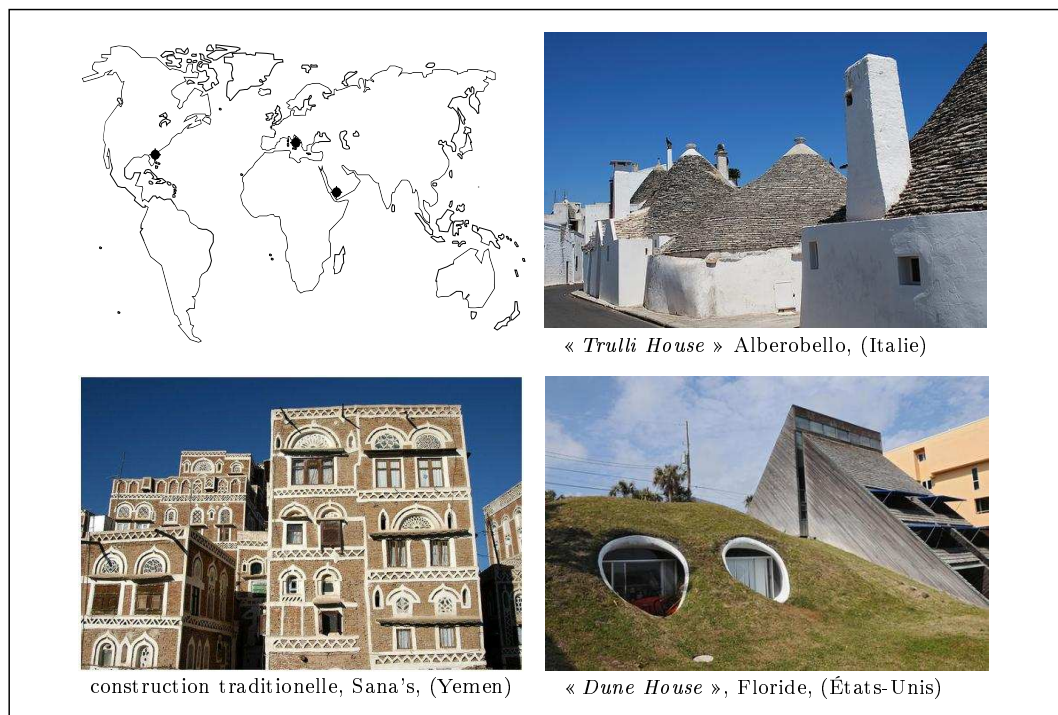 « Trulli House » Alberobello, (Italie)
construction traditionelle, Sana's, (Yemen)
« Dune House », Floride, (États-Unis)